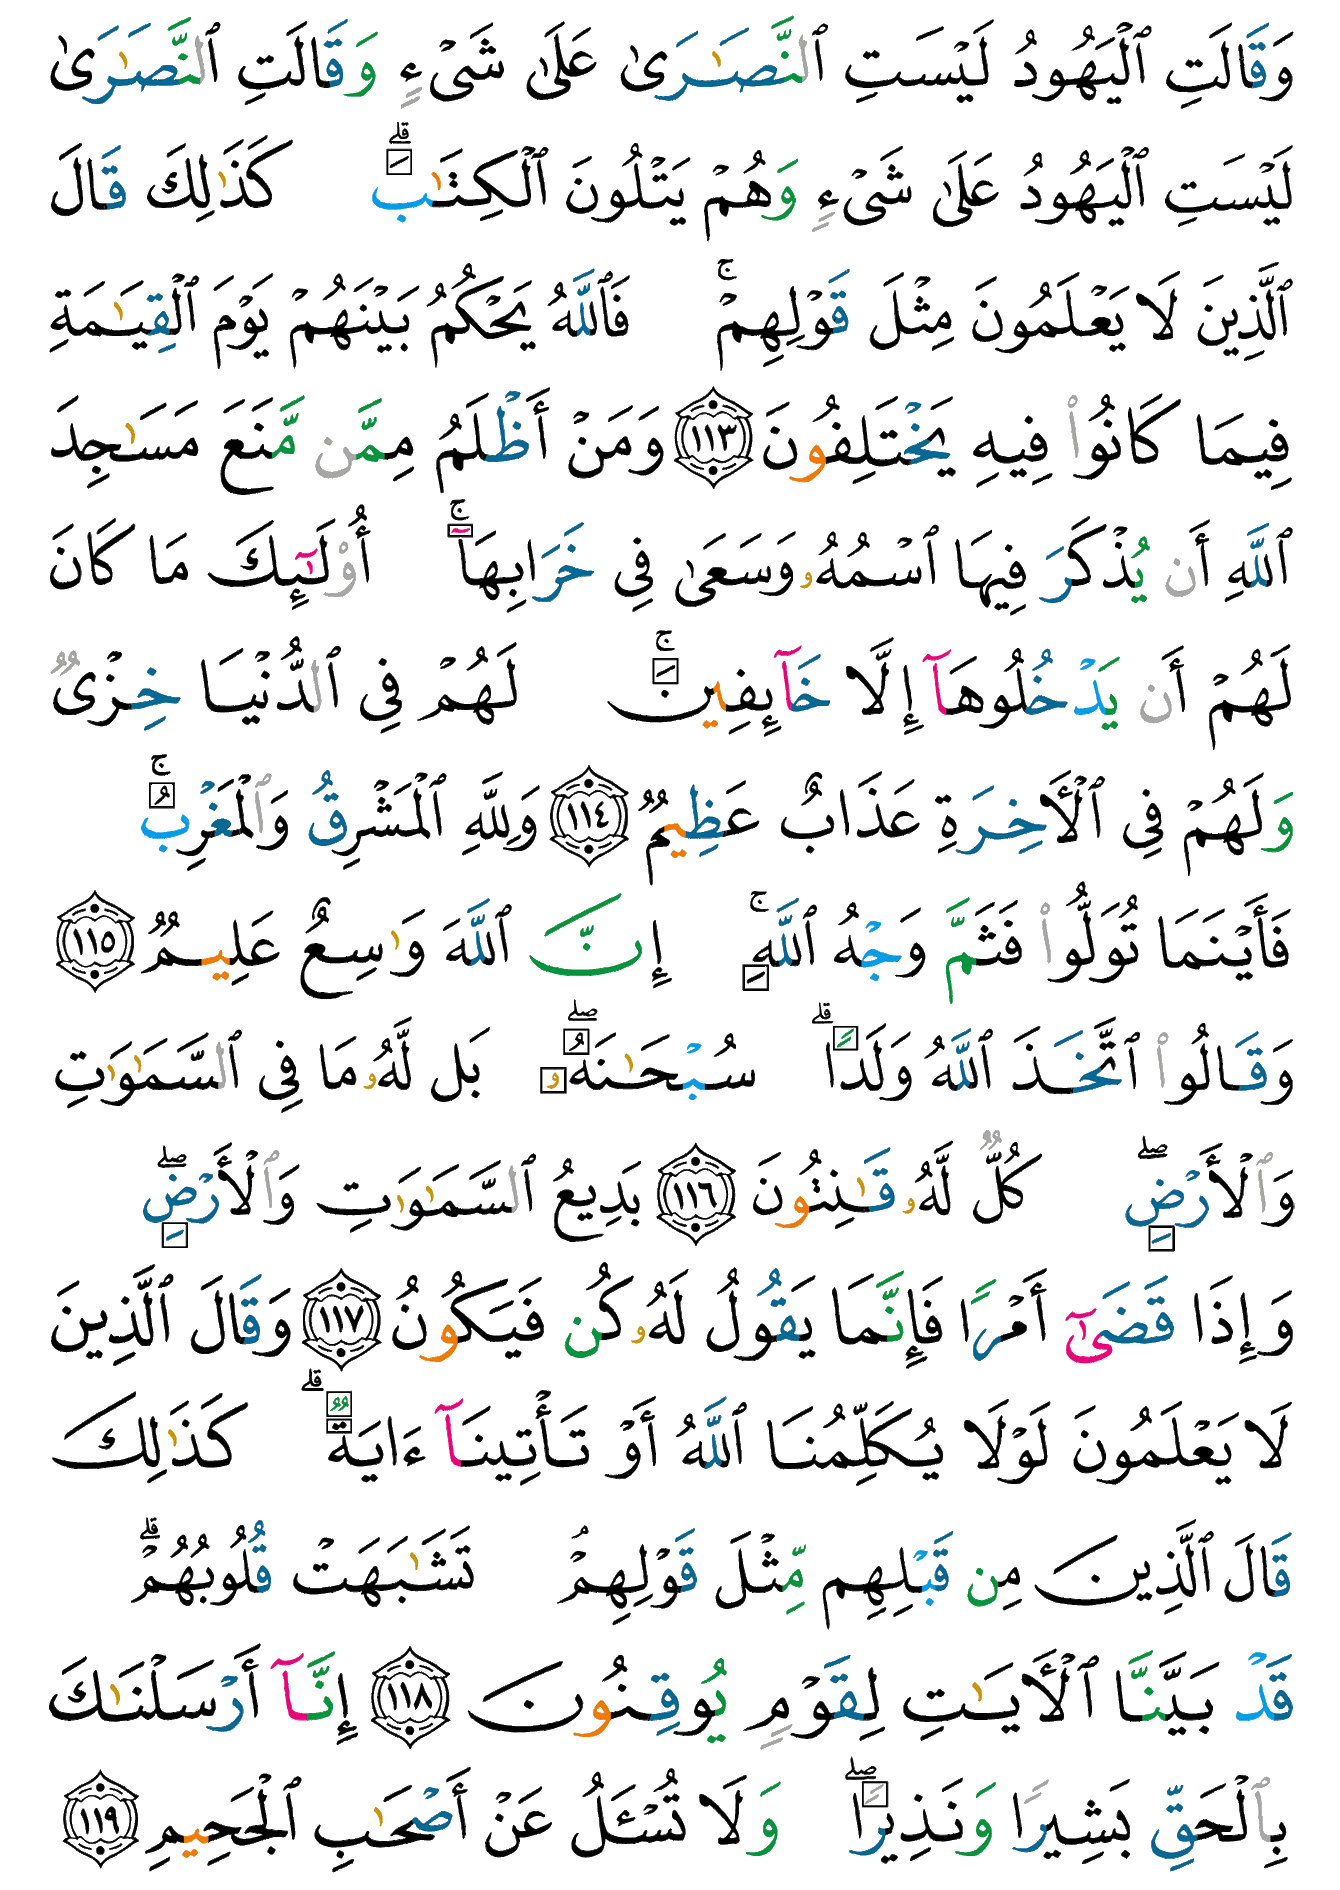 وَقَالَتِ ٱلْيَهُودُ لَيْسَتِ ٱلنَّصَـٰرَىٰ عَلَىٰ شَىْءٍ وَقَالَتِ ٱلنَّصَـٰرَىٰ
لَيْسَتِ ٱلْيَهُودُ عَلَىٰ شَىْءٍ وَهُمْ يَتْلُونَ ٱلْكِتَـٰبَ ۗ كَذَٰلِكَ قَالَ
ٱلَّذِينَ لَا يَعْلَمُونَ مِثْلَ قَوْلِهِمْ ۚ فَٱللَّهُ يَحْكُمُ بَيْنَهُمْ يَوْمَ ٱلْقِيَـٰمَةِ
فِيمَا كَانُوا۟ فِيهِ يَخْتَلِفُونَ ١١٣ وَمَنْ أَظْلَمُ مِمَّن مَّنَعَ مَسَـٰجِدَ
ٱللَّهِ أَن يُذْكَرَ فِيهَا ٱسْمُهُۥ وَسَعَىٰ فِى خَرَابِهَآ ۚ أُو۟لَـٰٓئِكَ مَا كَانَ
لَهُمْ أَن يَدْخُلُوهَآ إِلَّا خَآئِفِينَ ۚ لَهُمْ فِى ٱلدُّنْيَا خِزْىٌ
وَلَهُمْ فِى ٱلْـَٔاخِرَةِ عَذَابٌ عَظِيمٌ ١١٤ وَلِلَّهِ ٱلْمَشْرِقُ وَٱلْمَغْرِبُ ۚ
فَأَيْنَمَا تُوَلُّوا۟ فَثَمَّ وَجْهُ ٱللَّهِ ۚ إِنَّ ٱللَّهَ وَٰسِعٌ عَلِيمٌ ١١٥
وَقَالُوا۟ ٱتَّخَذَ ٱللَّهُ وَلَدًا ۗ سُبْحَـٰنَهُۥ ۖ بَل لَّهُۥ مَا فِى ٱلسَّمَـٰوَٰتِ
وَٱلْأَرْضِ ۖ كُلٌّ لَّهُۥ قَـٰنِتُونَ ١١٦ بَدِيعُ ٱلسَّمَـٰوَٰتِ وَٱلْأَرْضِ ۖ
وَإِذَا قَضَىٰٓ أَمْرًا فَإِنَّمَا يَقُولُ لَهُۥ كُن فَيَكُونُ ١١٧ وَقَالَ ٱلَّذِينَ
لَا يَعْلَمُونَ لَوْلَا يُكَلِّمُنَا ٱللَّهُ أَوْ تَأْتِينَآ ءَايَةٌ ۗ كَذَٰلِكَ
قَالَ ٱلَّذِينَ مِن قَبْلِهِم مِّثْلَ قَوْلِهِمْ ۘ تَشَـٰبَهَتْ قُلُوبُهُمْ ۗ
قَدْ بَيَّنَّا ٱلْـَٔايَـٰتِ لِقَوْمٍ يُوقِنُونَ ١١٨ إِنَّآ أَرْسَلْنَـٰكَ
بِٱلْحَقِّ بَشِيرًا وَنَذِيرًا ۖ وَلَا تُسْـَٔلُ عَنْ أَصْحَـٰبِ ٱلْجَحِيمِ ١١٩